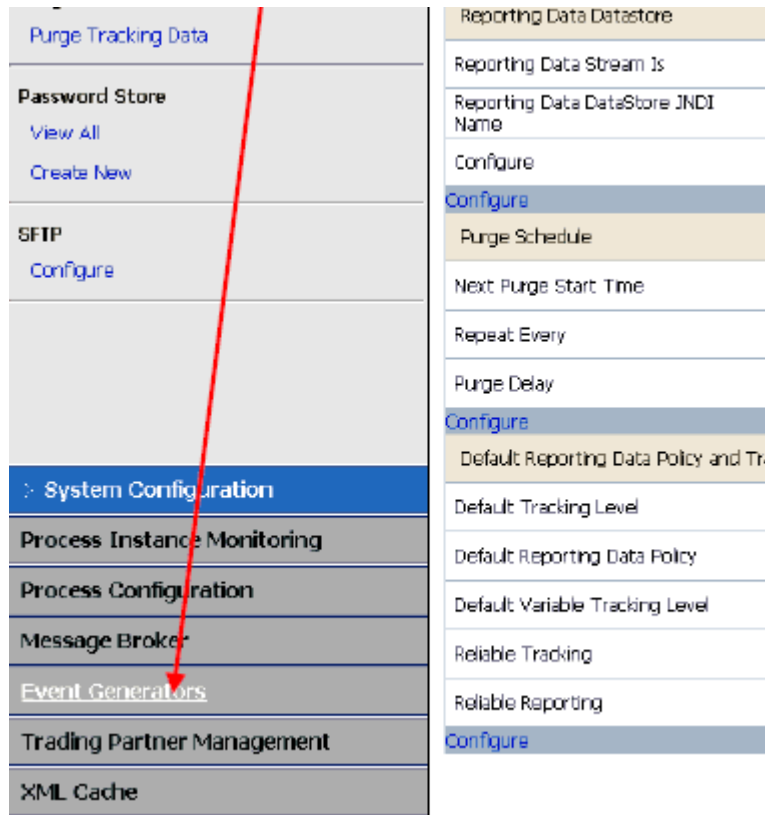 Purge Tracking Data
Password Store
View All
Create New
SFTP
Configure
> System Configuration
Process Instance Monitoring
Process Configuration
Message Broker
Event Generators
Trading Partner Management
XML Cache
Reporting Data Datastore
Reporting Data Stream Is
Reporting Data DataStore JNDI
Name
Configure
Configure
Purge Schedule
Next Purge Start Time
Repeat Every
Purge Delay
Configure
Default Reporting Data Policy and Tr
Default Tracking Level
Default Reporting Data Policy
Default Variable Tracking Level
Reliable Tracking
Reliable Reporting
Configure